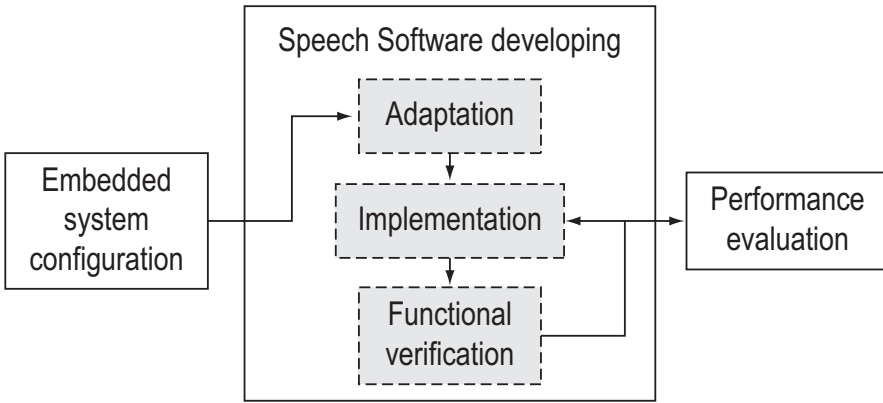 Speech Software developing
Adaptation
Embedded
system
configuration
Implementation
Performance
evaluation
Functional
verification